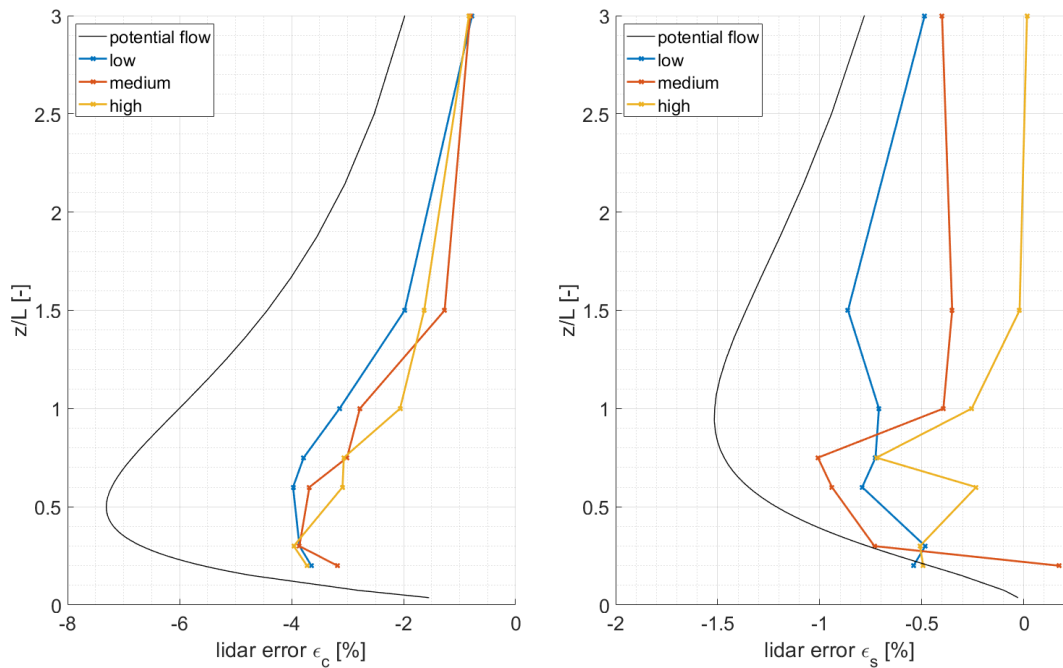 3
2.5
2
1.5
1
0.5
0
z/L [-]
potential flow
low
medium
high
-8
-6
-4
-2
0
lidar error ϵ_c [%]
3
2.5
2
1.5
1
0.5
0
z/L [-]
potential flow
low
medium
high
-2
-1.5
-1
-0.5
0
lidar error ϵ_s [%]